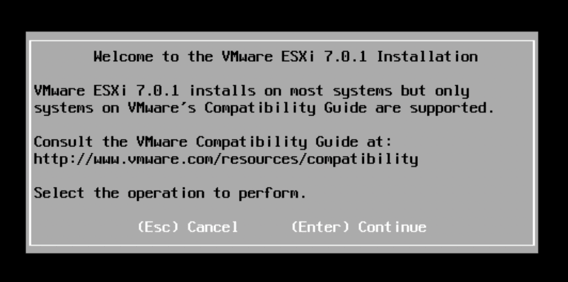 Welcome to the VMware ESXi 7.0.1 Installation
VMware ESXi 7.0.1 installs on most systems but only
systems on VMware's Compatibility Guide are supported.
Consult the VMware Compatibility Guide at:
http://www.vmware.com/resources/compatibility
Select the operation to perform.
(Esc) Cancel (Enter) Continue